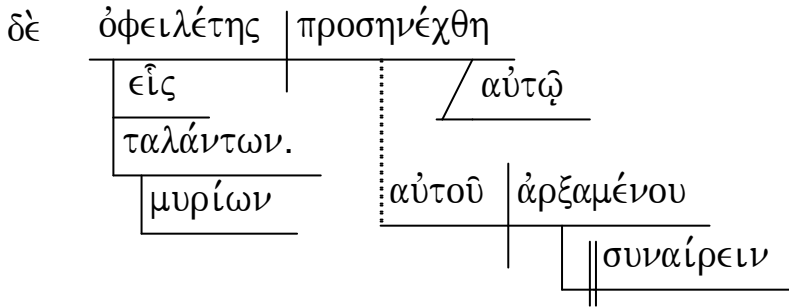 δὲ ὀφειλέτης προσηνέχθη
εἷς αὐτῷ
ταλάντων.
μυρίων αὐτοῦ ἀρξαμένου
συναίρειν